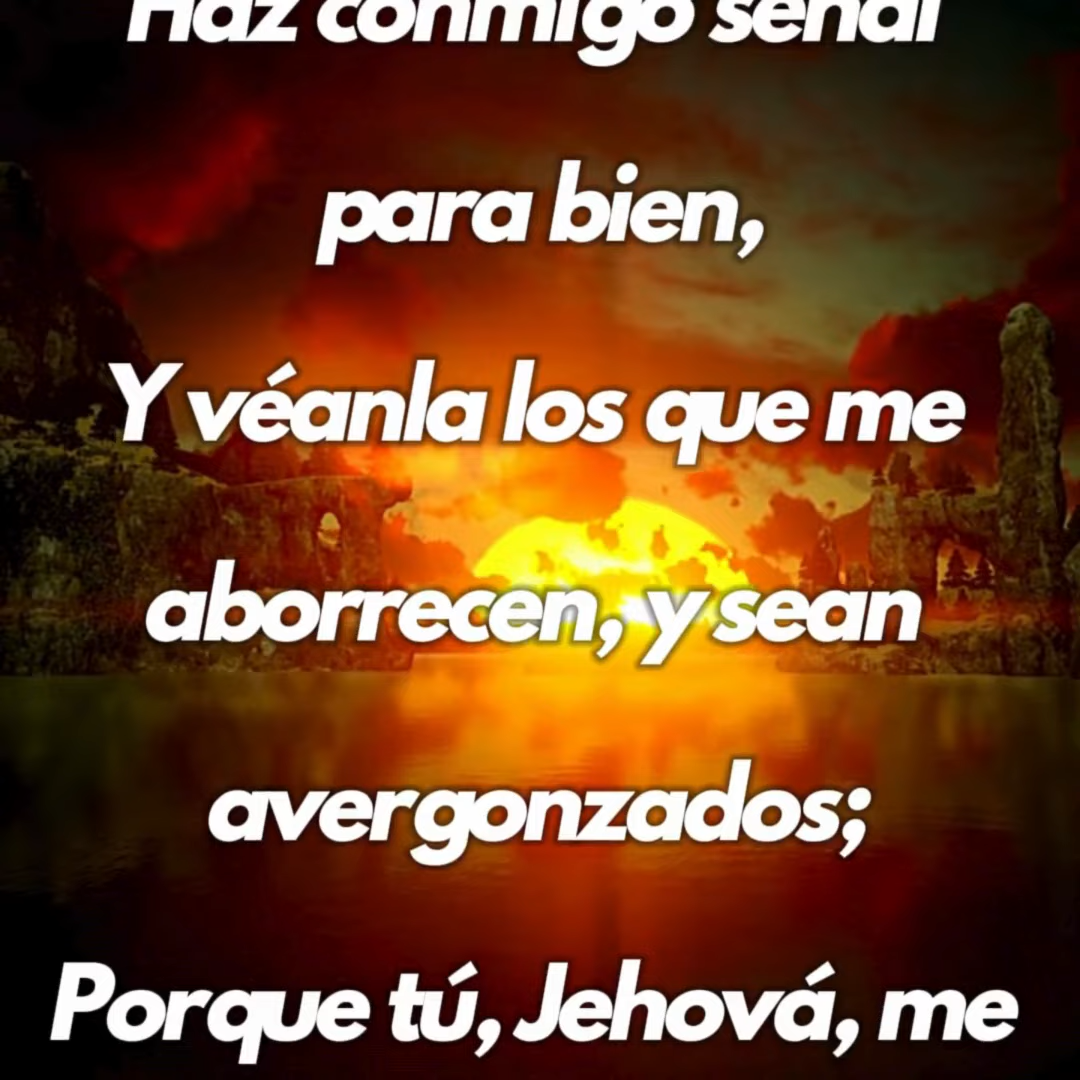 Haz conmigo señal
para bien,
Y véanla los que me
aborrecen, y sean
avergonzados;
Porque tú, Jehová, me